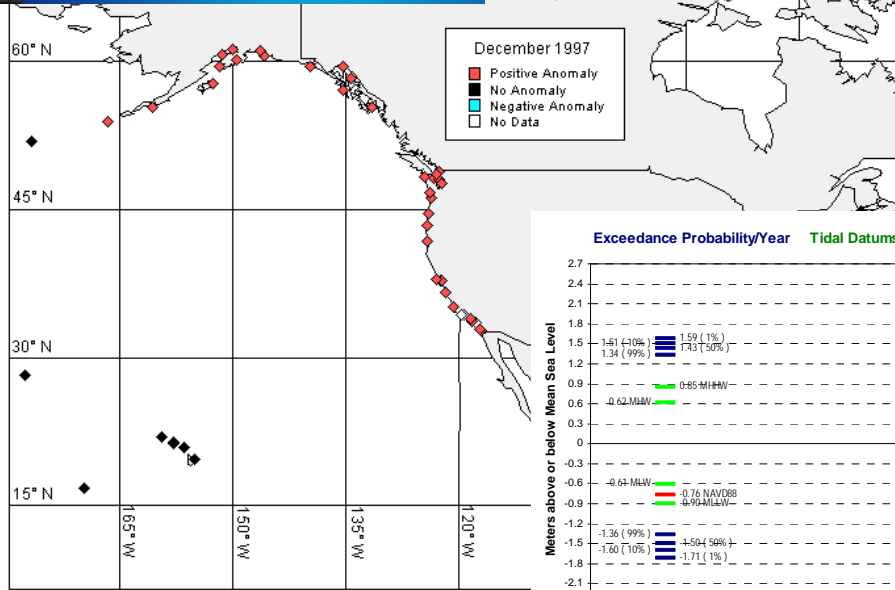 60° N
45° N
30° N
15° N
165° W
150° W
135° W
120° W
December 1997
Positive Anomaly
No Anomaly
Negative Anomaly
No Data
Exceedance Probability/Year Tidal Datums
Meters above or below Mean Sea Level
2.7
2.4
2.1
1.8
1.5
1.2
0.9
0.6
0.3
0
-0.3
-0.6
-0.9
-1.2
-1.5
-1.8
-2.1
1.59 ( 1% )
1.51 ( 10% )
1.43 ( 50% )
1.34 ( 99% )
0.85 MHHW
0.62 MHW
-0.61 MLW
-0.76 NAVD88
-0.90 MLLW
-1.36 ( 99% )
-1.50 ( 50% )
-1.60 ( 10% )
-1.71 ( 1% )